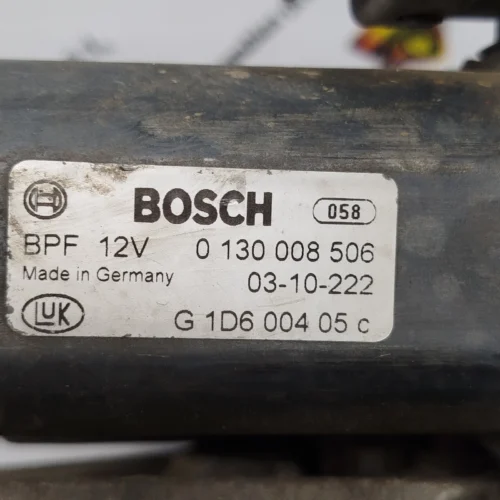 BOSCH 058
BPF 12V 0 130 008 506
Made in Germany 03-10-222
LUK G 1D6 004 05 c